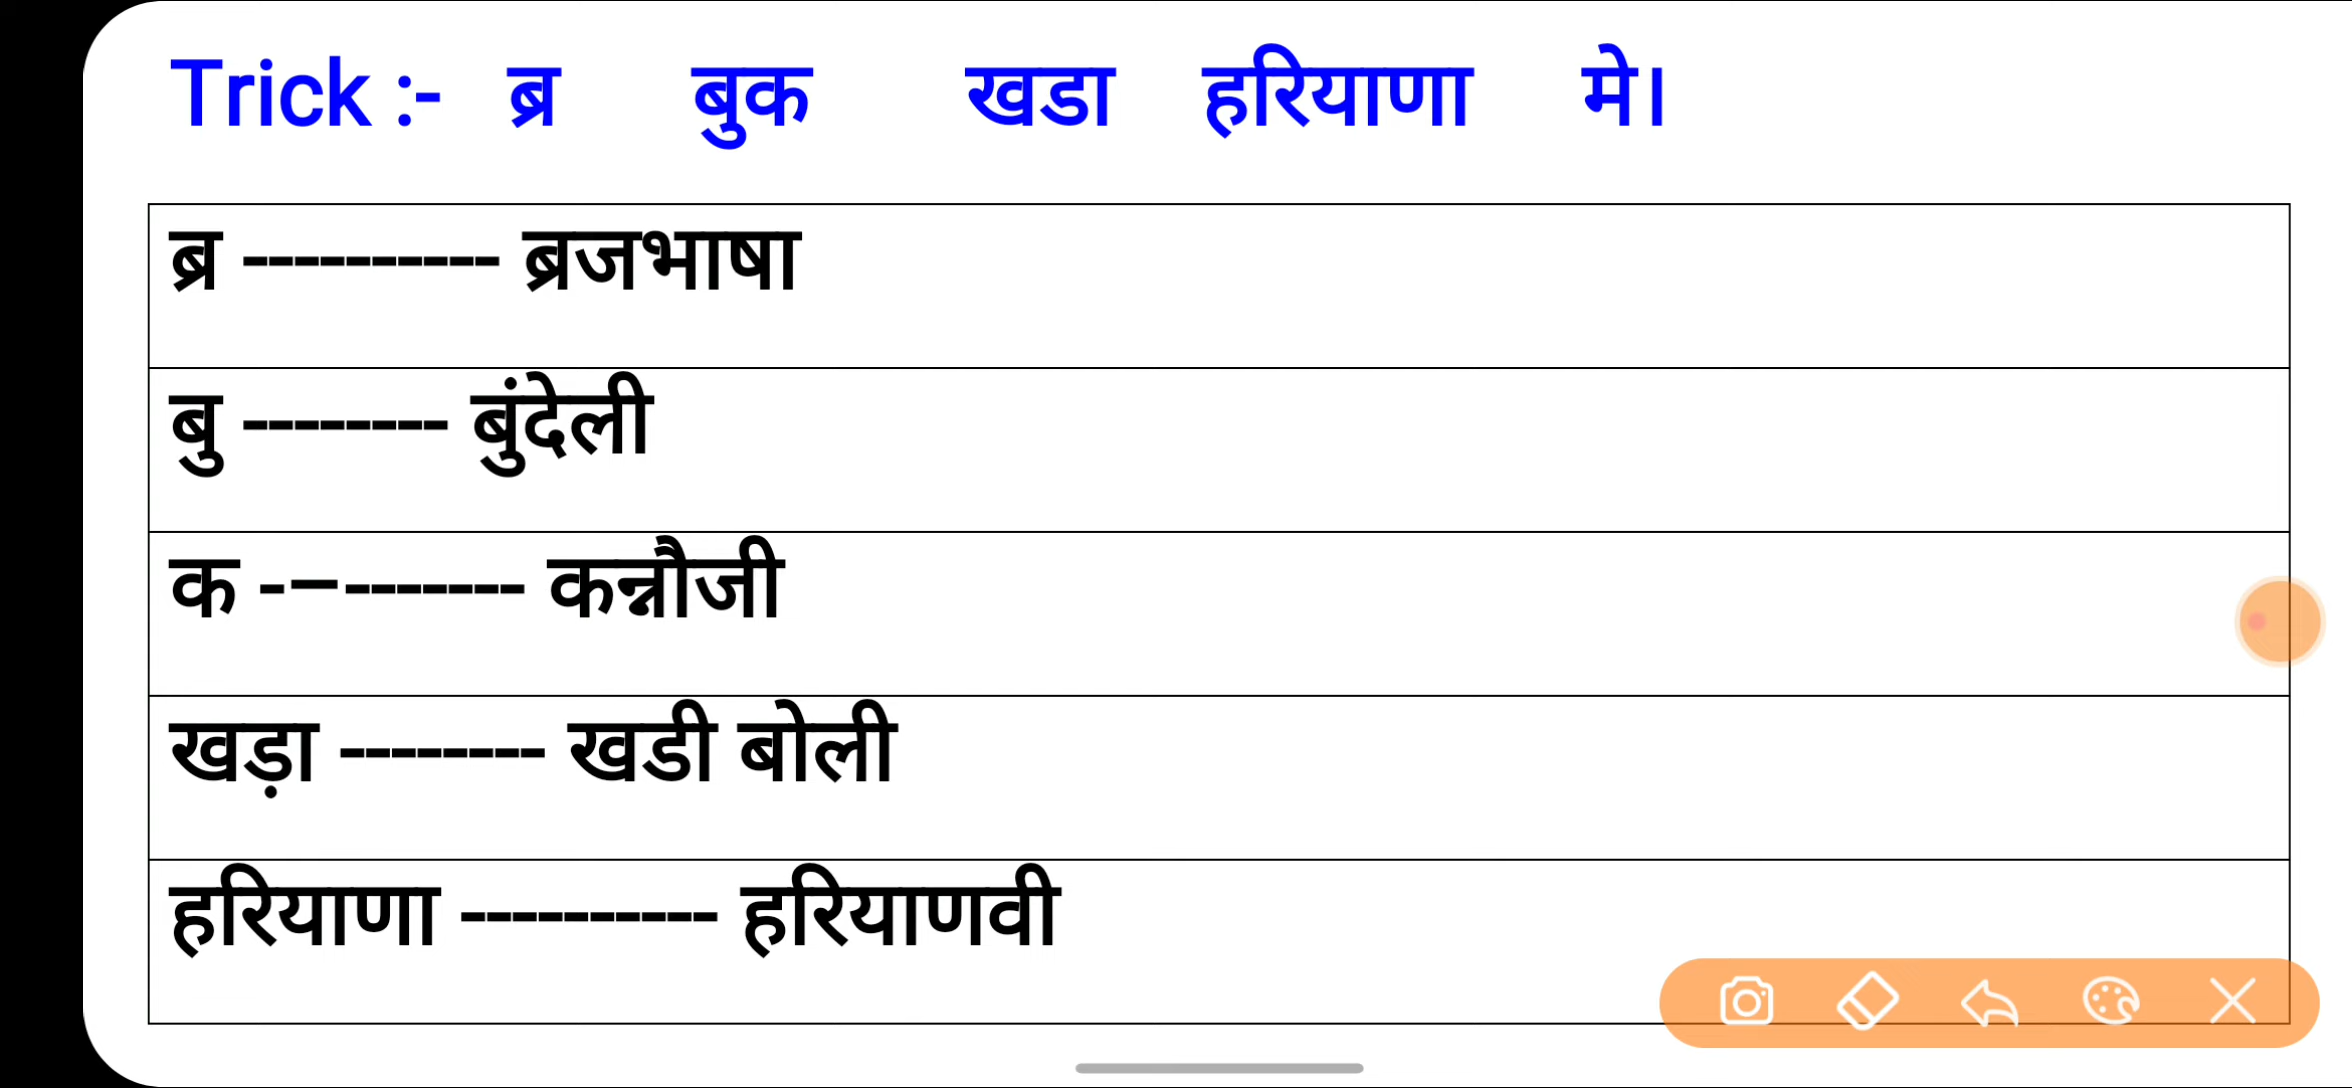 Trick :- ब्र बुक खडा हरियाणा मे।
ब्र ---------- ब्रजभाषा
बु -------- बुंदेली
क -–------- कन्नौजी
खड़ा -------- खडी बोली
हरियाणा ---------- हरियाणवी